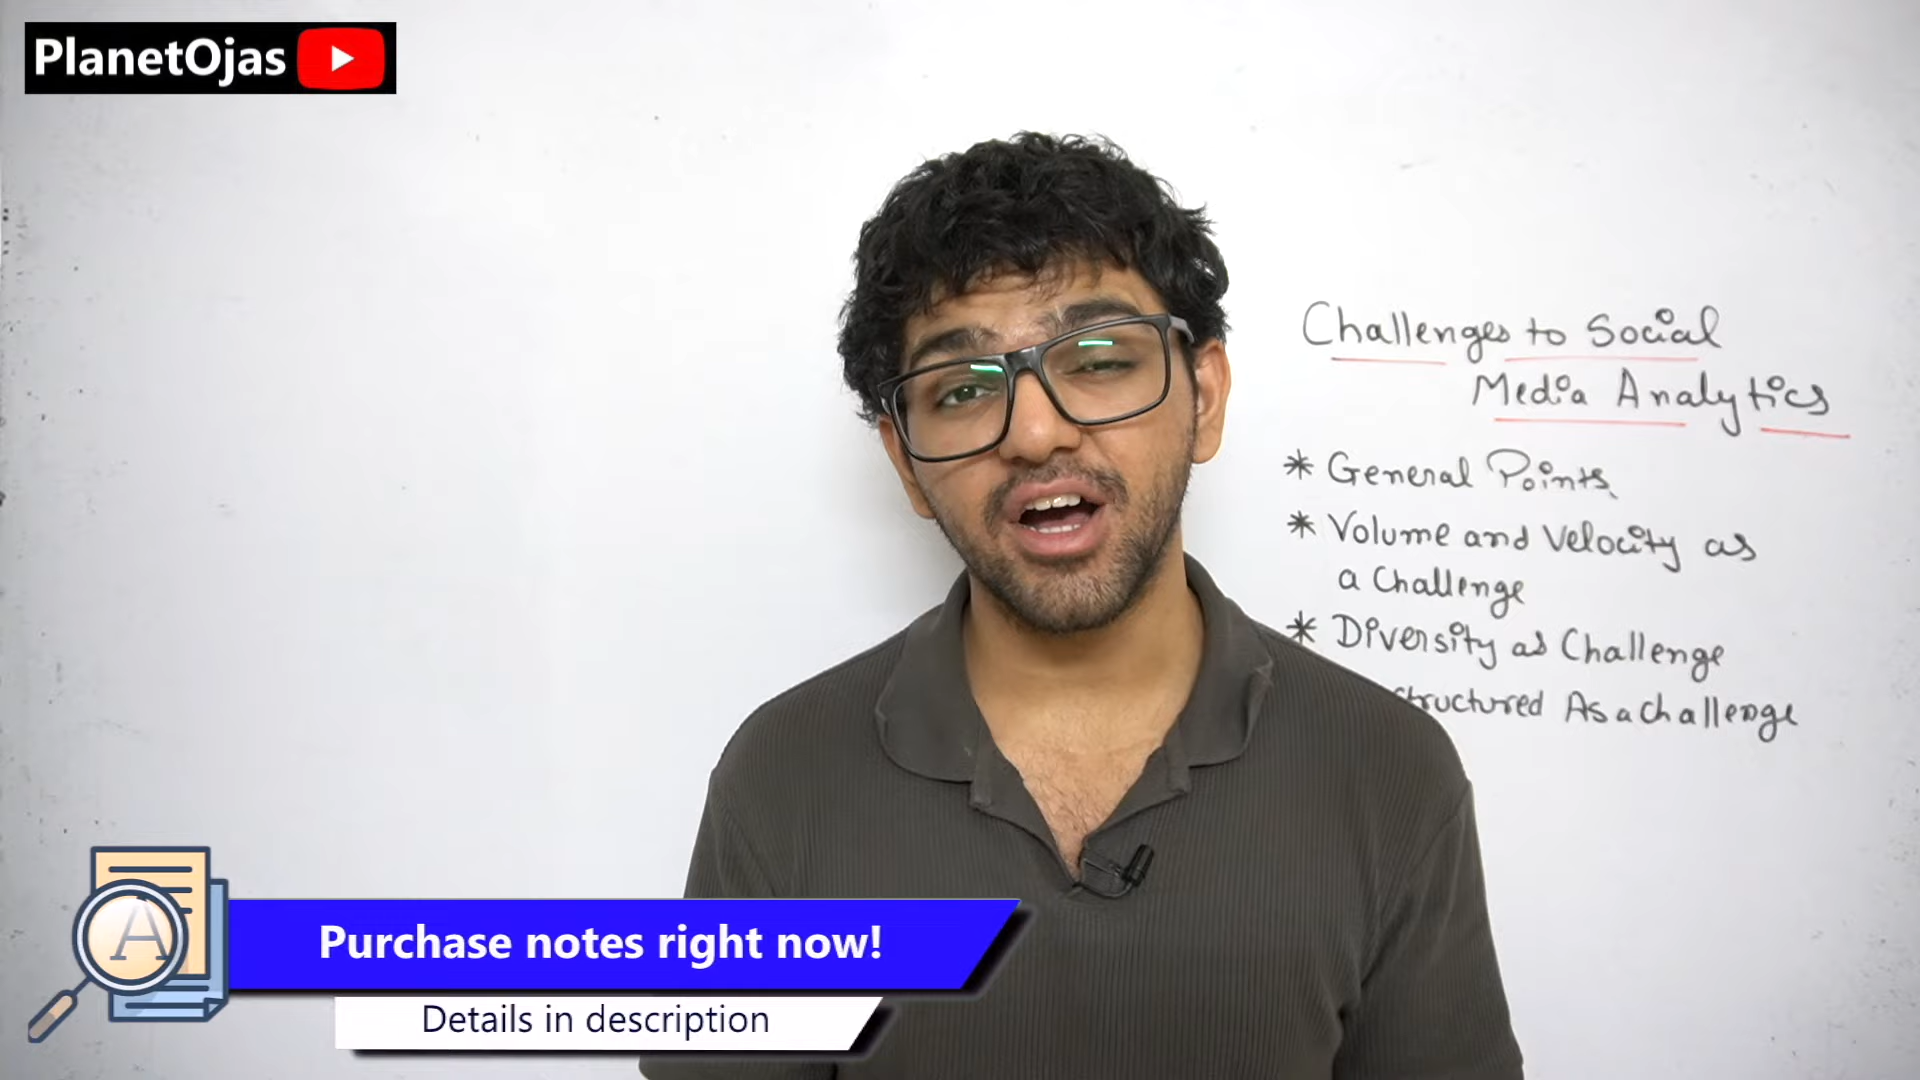 PlanetOjas
Challenges to Social
Media Analytics
* General Points
* Volume and Velocity as
a Challenge
* Diversity as Challenge
structured As a challenge
A
Purchase notes right now!
Details in description